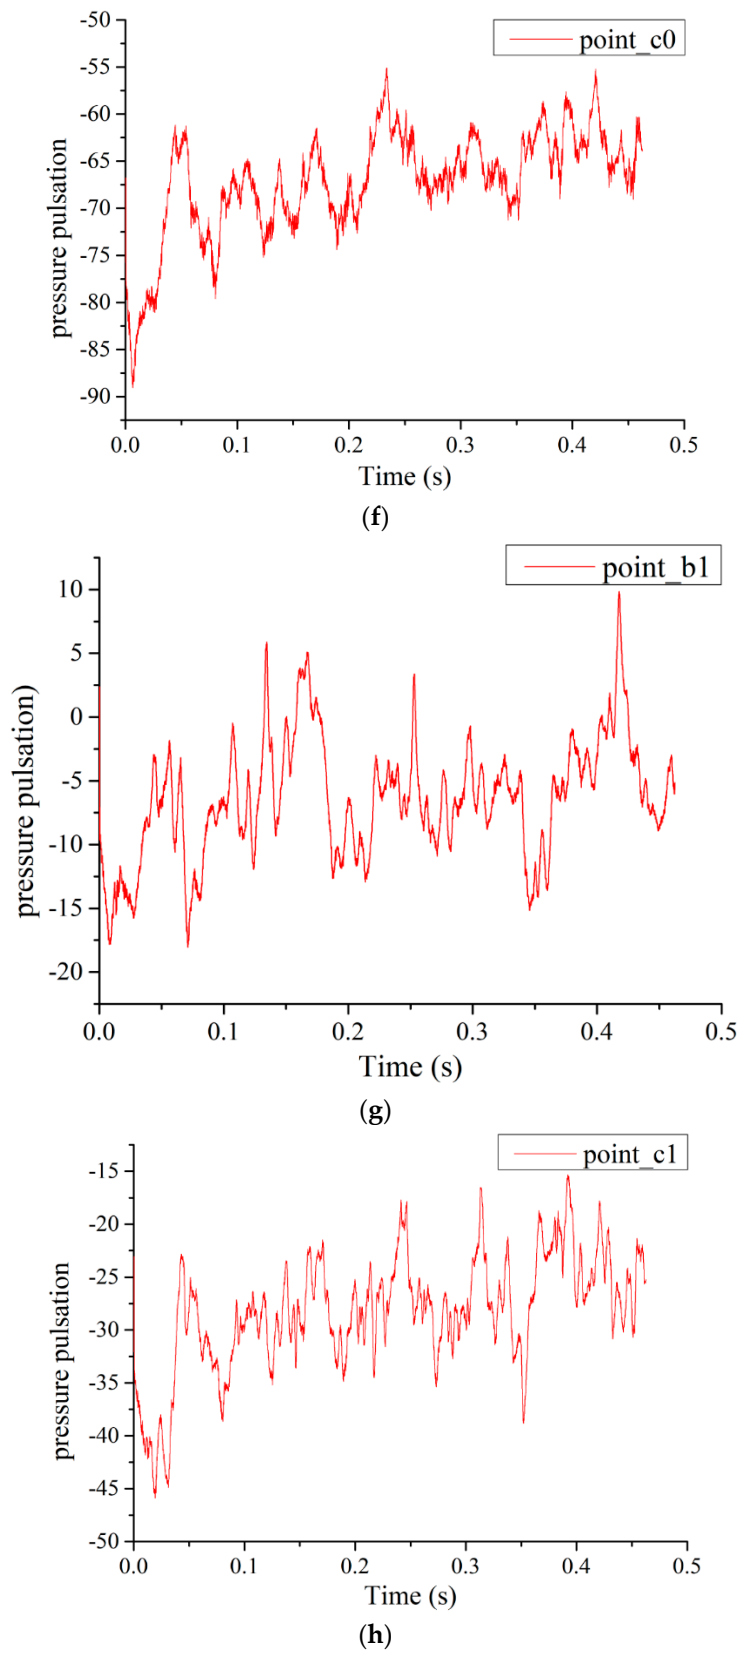 -50
point_c0
-55
-60
-65
-70
-75
-80
-85
-90
pressure pulsation
0.0 0.1 0.2 0.3 0.4 0.5
Time (s)
(f)
point_b1
10
5
0
-5
-10
-15
-20
pressure pulsation)
0.0 0.1 0.2 0.3 0.4 0.5
Time (s)
(g)
point_c1
-15
-20
-25
-30
-35
-40
-45
-50
pressure pulsation
0.0 0.1 0.2 0.3 0.4 0.5
Time (s)
(h)